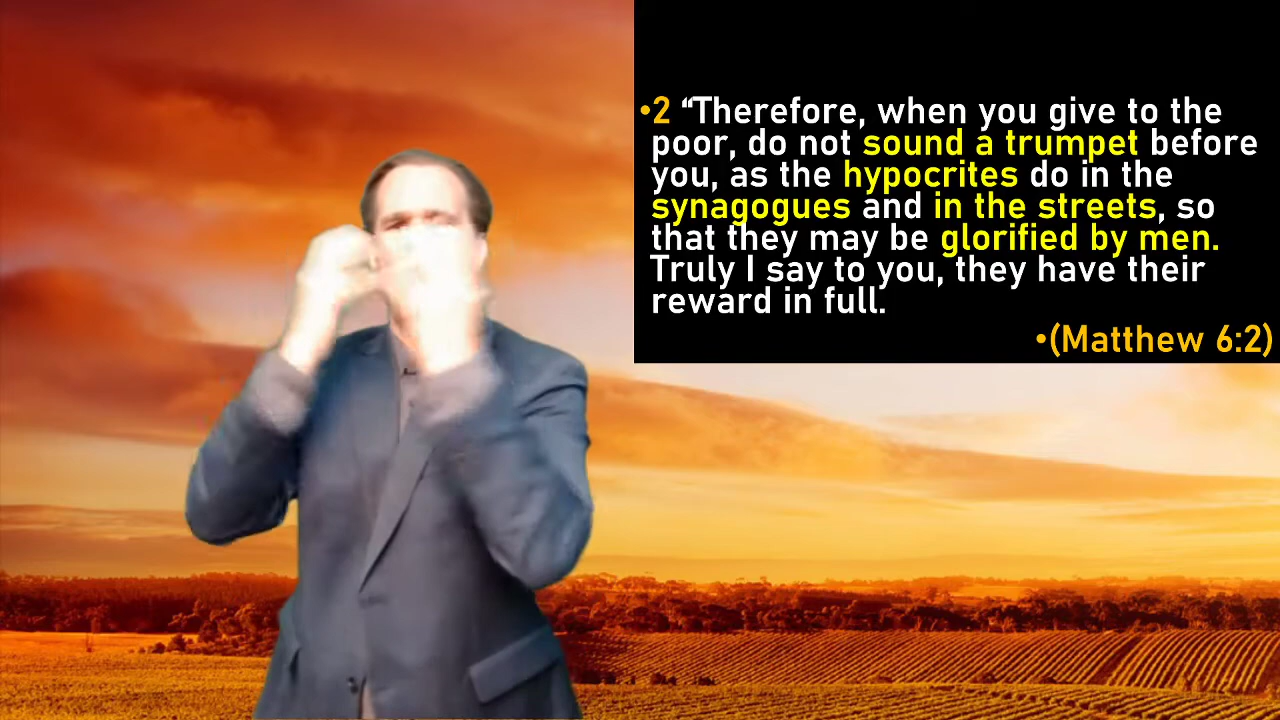 •2 “Therefore, when you give to the
poor, do not sound a trumpet before
you, as the hypocrites do in the
synagogues and in the streets, so
that they may be glorified by men.
Truly I say to you, they have their
reward in full.
•(Matthew 6:2)